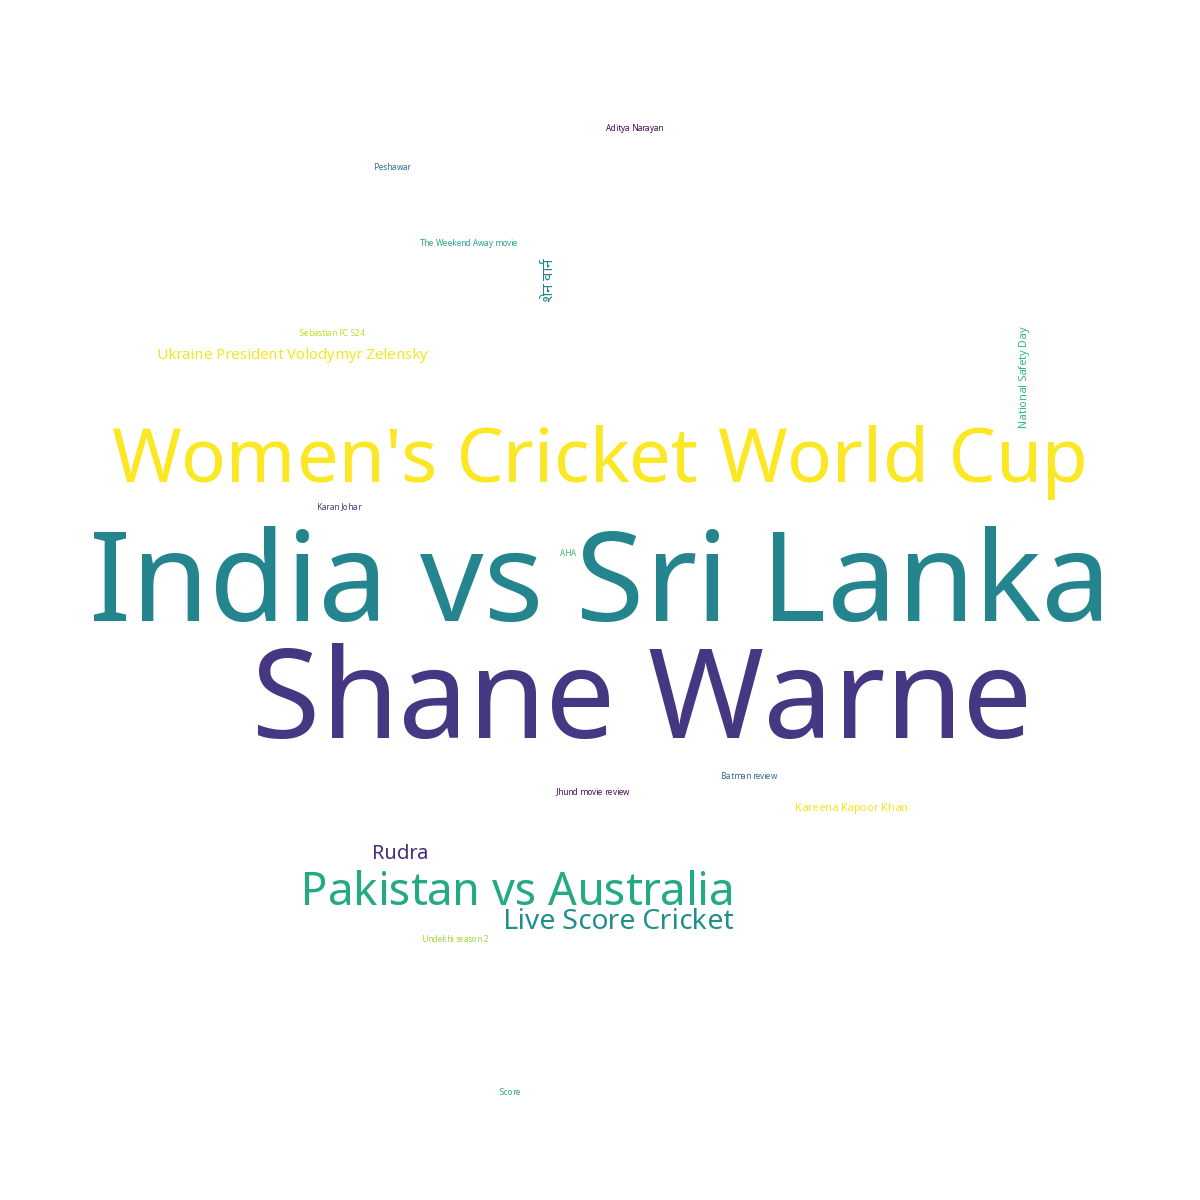 Aditya Narayan
Peshawar
The Weekend Away movie
शेन वार्न
Sebastian FC 524
Ukraine President Volodymyr Zelensky
National Safety Day
Women's Cricket World Cup
Karan Johar
AHA
India vs Sri Lanka
Shane Warne
Batman review
Jhund movie review
Kareena Kapoor Khan
Rudra
Pakistan vs Australia
Live Score Cricket
Undekhi season 2
Score